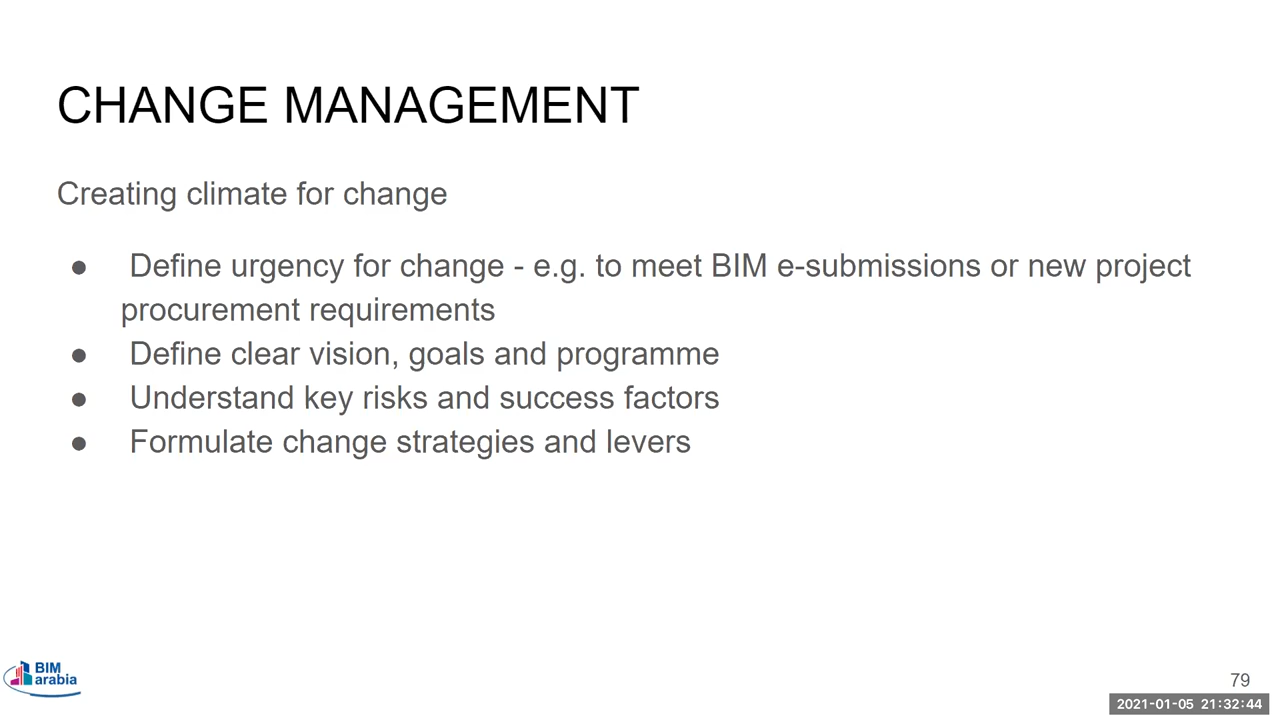 CHANGE MANAGEMENT
Creating climate for change
● Define urgency for change - e.g. to meet BIM e-submissions or new project
procurement requirements
● Define clear vision, goals and programme
● Understand key risks and success factors
● Formulate change strategies and levers
BIM
arabia
79
2021-01-05 21:32:44